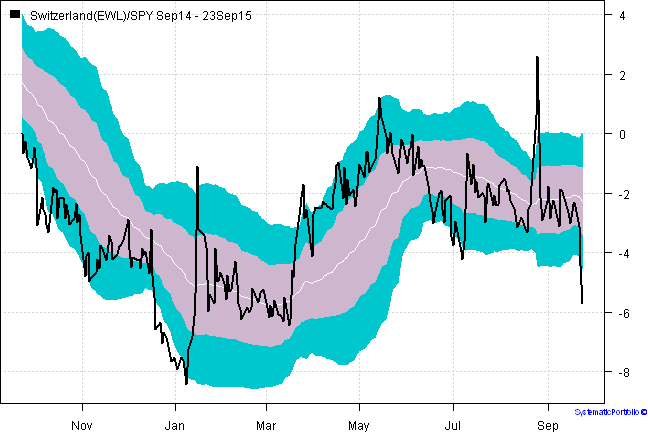 Switzerland(EWL)/SPY Sep14 - 23Sep15
4
2
0
-2
-4
-6
-8
Nov Jan Mar May Jul Sep
SystematicPortfolio ©